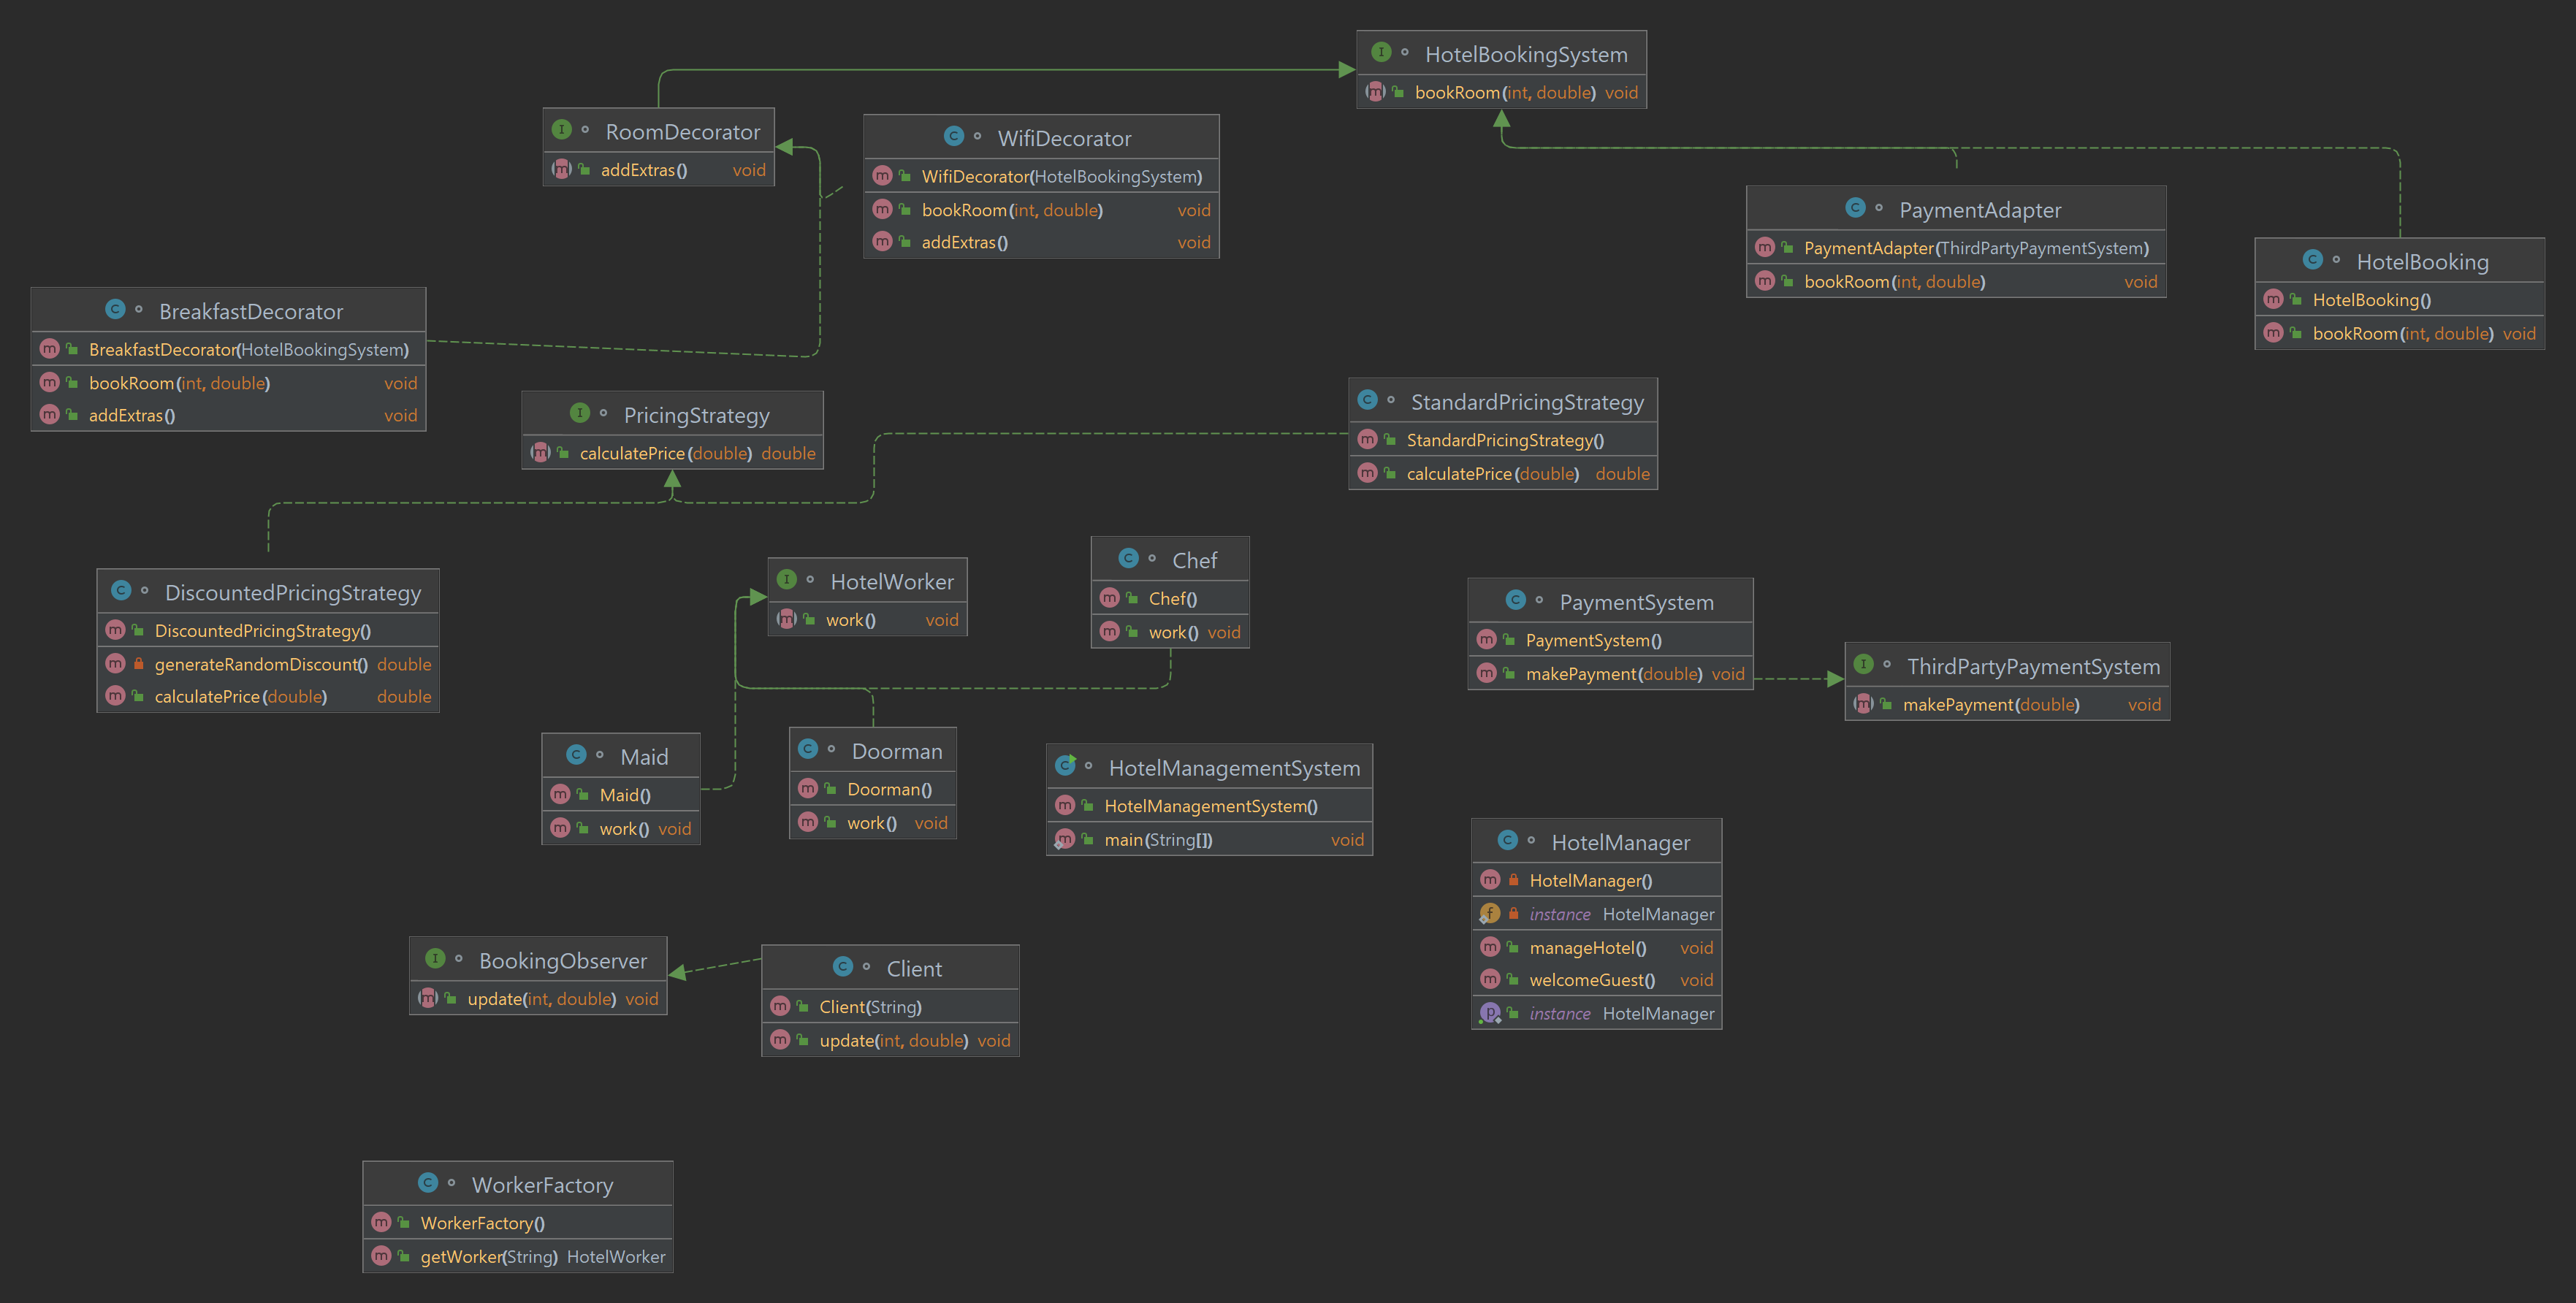 HotelBookingSystem
bookRoom(int, double) void
RoomDecorator
addExtras() void
WifiDecorator
WifiDecorator(HotelBookingSystem)
bookRoom(int, double) void
addExtras() void
PaymentAdapter
PaymentAdapter(ThirdPartyPaymentSystem)
bookRoom(int, double) void
HotelBooking
HotelBooking()
bookRoom(int, double) void
BreakfastDecorator
BreakfastDecorator(HotelBookingSystem)
bookRoom(int, double) void
addExtras() void
PricingStrategy
calculatePrice(double) double
StandardPricingStrategy
StandardPricingStrategy()
calculatePrice(double) double
DiscountedPricingStrategy
DiscountedPricingStrategy()
generateRandomDiscount() double
calculatePrice(double) double
HotelWorker
work() void
Chef
Chef()
work() void
PaymentSystem
PaymentSystem()
makePayment(double) void
ThirdPartyPaymentSystem
makePayment(double) void
Maid
Maid()
work() void
Doorman
Doorman()
work() void
HotelManagementSystem
HotelManagementSystem()
main(String[]) void
HotelManager
HotelManager()
instance HotelManager
manageHotel() void
welcomeGuest() void
instance HotelManager
BookingObserver
update(int, double) void
Client
Client(String)
update(int, double) void
WorkerFactory
WorkerFactory()
getWorker(String) HotelWorker